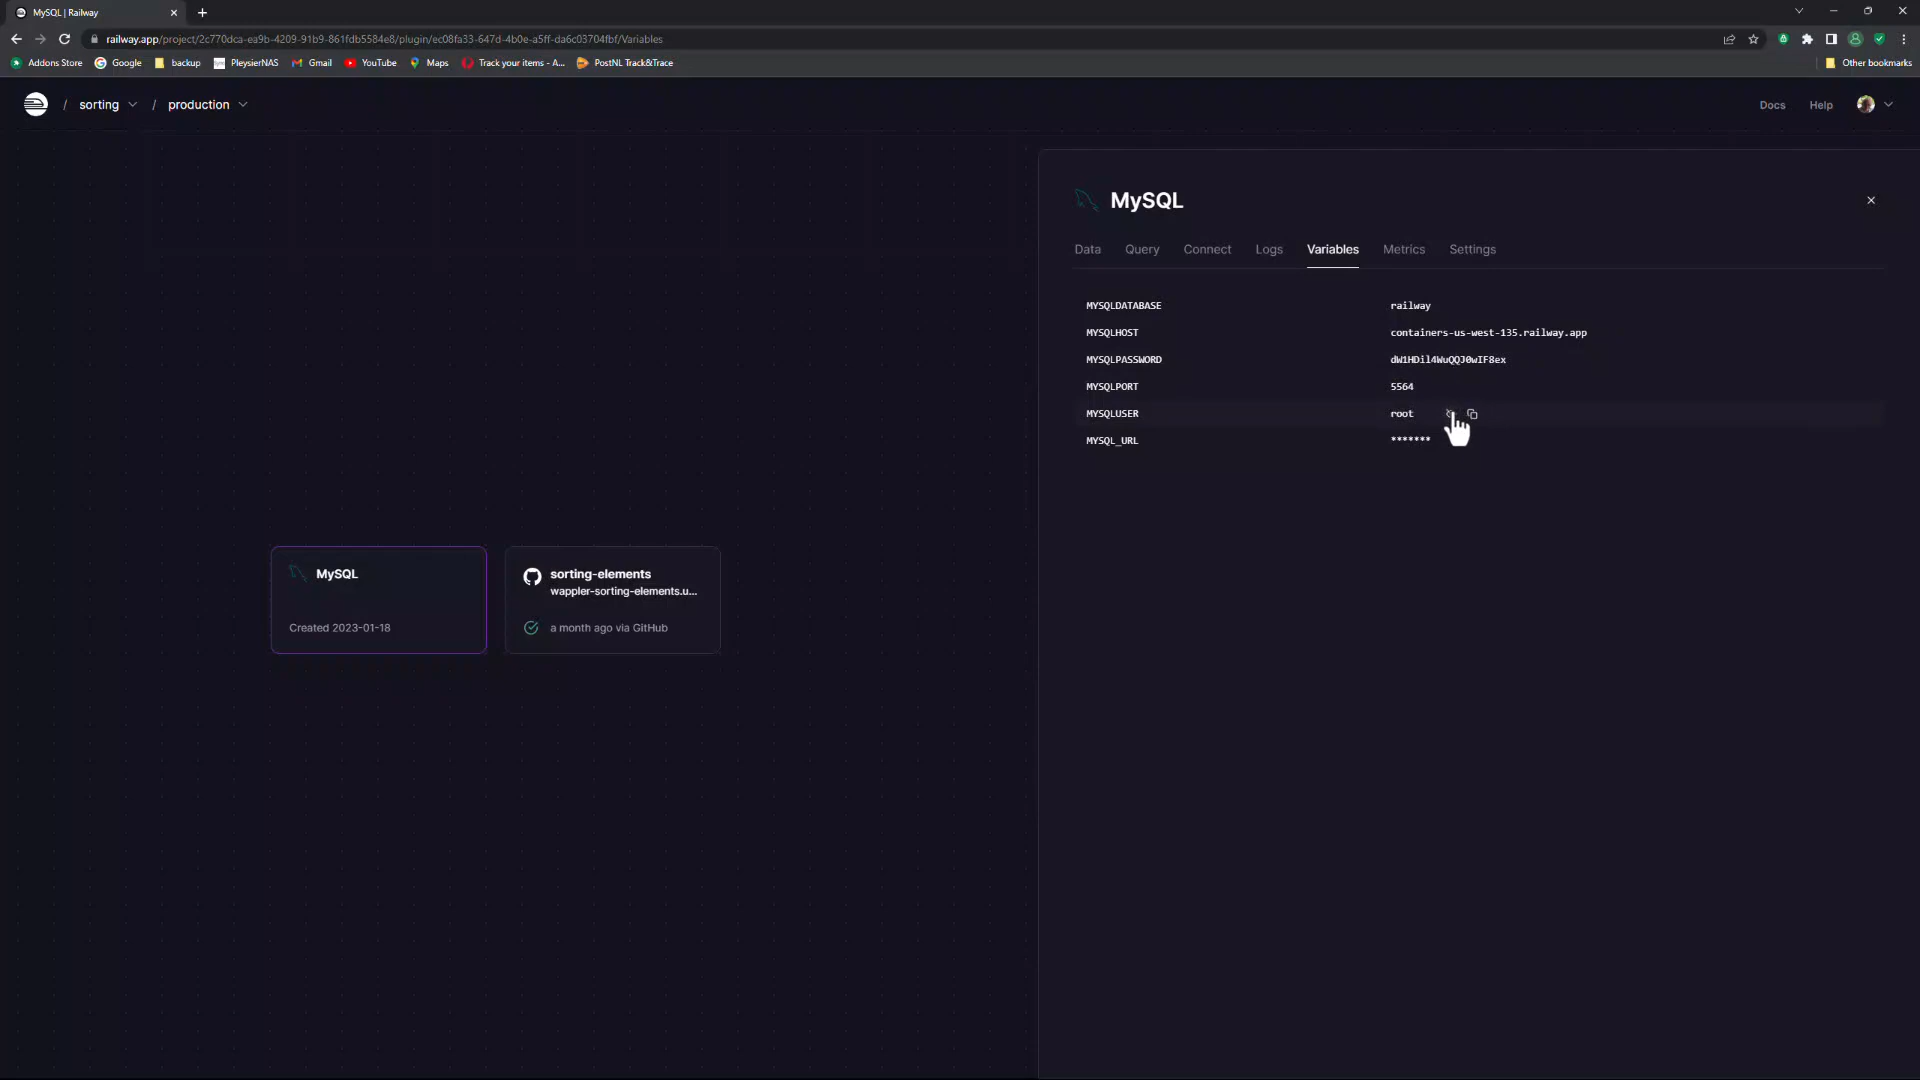 MySQL | Railway
railway.app/project/2c770dca-ea9b-4209-91b9-861fdb5584e8/plugin/ec08fa33-647d-4b0e-a5ff-da6c03704fbf/Variables
Addons Store Google backup PleysierNAS Gmail YouTube Maps Track your items - A... PostNL Track&Trace Other bookmarks
/ sorting / production Docs Help
MySQL
Data Query Connect Logs Variables Metrics Settings
MYSQLDATABASE railway
MYSQLHOST containers-us-west-135.railway.app
MYSQLPASSWORD dW1HDil4WuQQJ0wIF8ex
MYSQLPORT 5564
MYSQLUSER root
MYSQL_URL *******
MySQL
Created 2023-01-18
sorting-elements
wappler-sorting-elements.u...
a month ago via GitHub